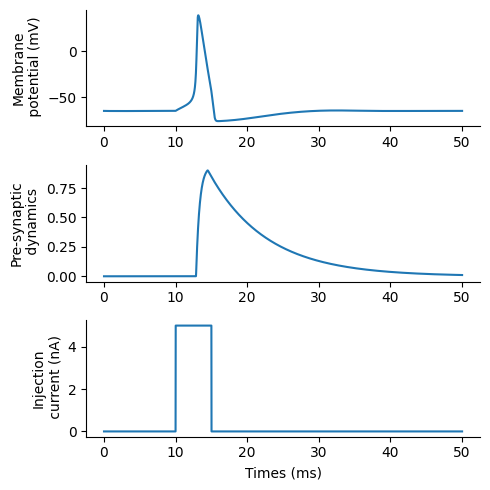 Membrane
potential (mV)
0
−50
0 10 20 30 40 50
Pre-synaptic
dynamics
0.75
0.50
0.25
0.00
0 10 20 30 40 50
Injection
current (nA)
4
2
0
0 10 20 30 40 50
Times (ms)